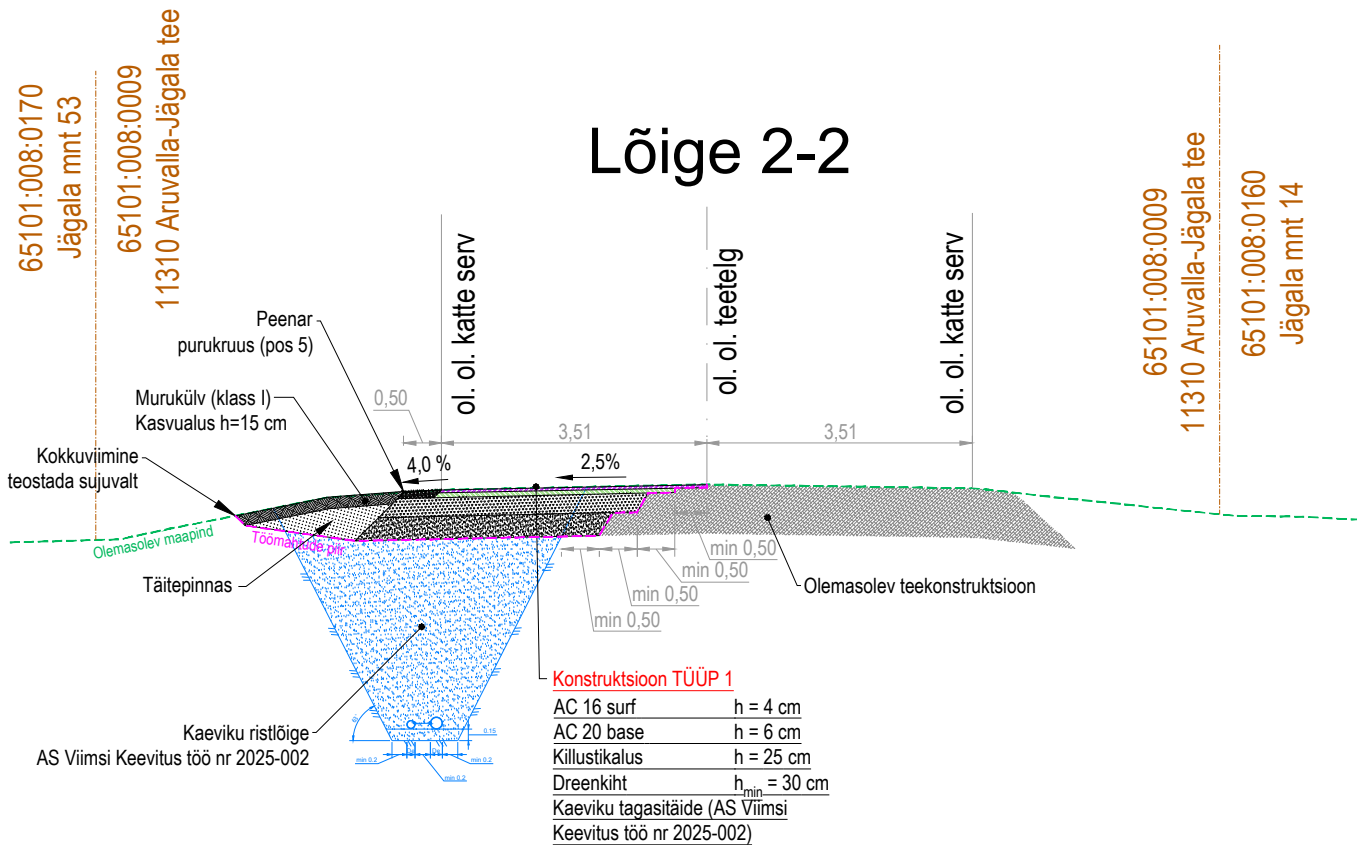 Lõige 2-2
65101:008:0170
Jägala mnt 53
65101:008:0009
11310 Aruvalla-Jägala tee
65101:008:0009
11310 Aruvalla-Jägala tee
65101:008:0160
Jägala mnt 14
ol. ol. katte serv
ol. ol. teetelg
ol. ol. katte serv
Peenar
purukruus (pos 5)
Murukülv (klass I)
Kasvualus h=15 cm
Kokkuviimine
teostada sujuvalt
0,50
3,51
3,51
4,0 %
2,5%
Olemasolev maapind
Töömahtude piir
Täitepinnas
min 0,50
min 0,50
min 0,50
min 0,50
Olemasolev teekonstruktsioon
Kaeviku ristlõige
AS Viimsi Keevitus töö nr 2025-002
0.15
min 0.2
min 0.2
min 0.2
Konstruktsioon TÜÜP 1
AC 16 surf h = 4 cm
AC 20 base h = 6 cm
Killustikalus h = 25 cm
Dreenkiht hmin = 30 cm
Kaeviku tagasitäide (AS Viimsi
Keevitus töö nr 2025-002)